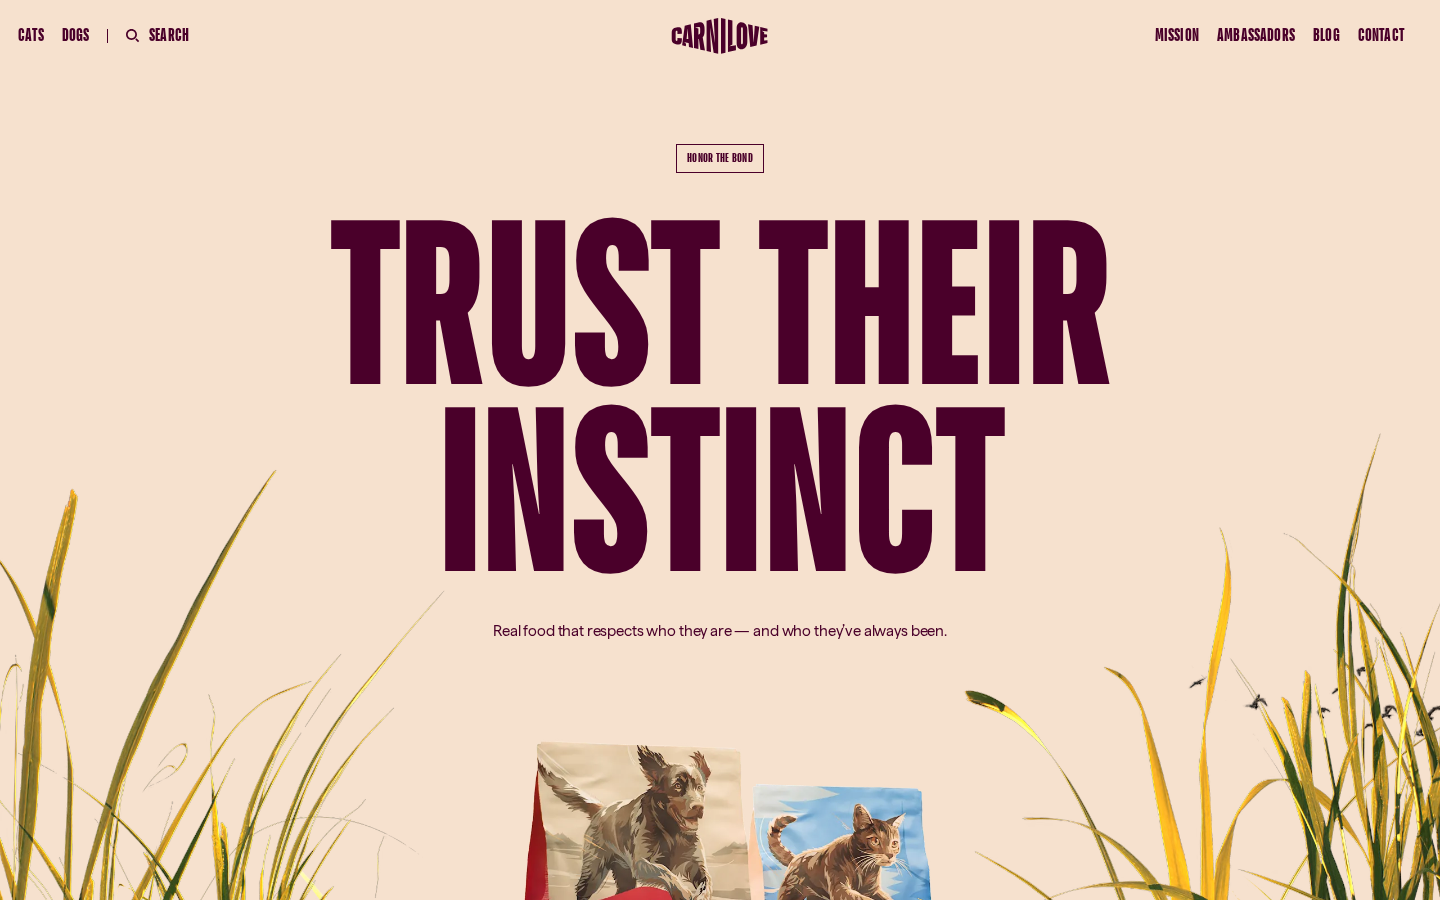 CATS DOGS | SEARCH
CARNILOVE
MISSION AMBASSADORS BLOG CONTACT
HONOR THE BOND
TRUST THEIR
INSTINCT
Real food that respects who they are — and who they've always been.